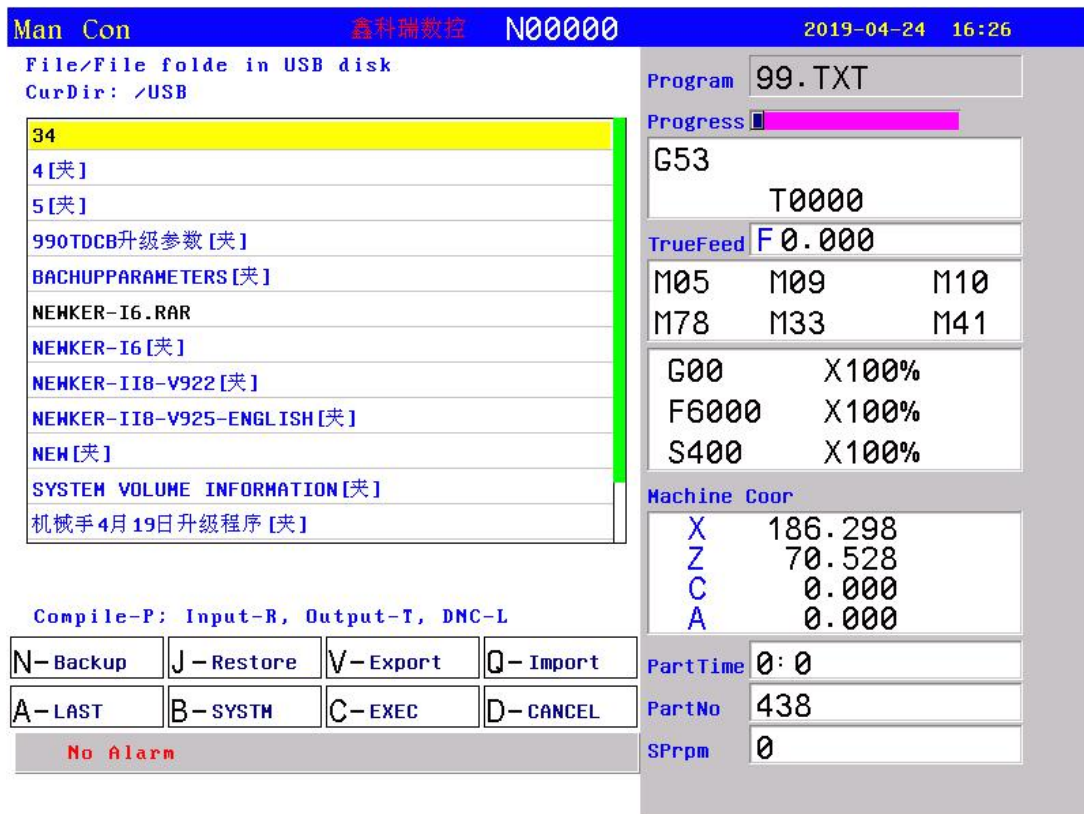 Man Con 鑫科瑞数控 N00000 2019-04-24 16:26
File/File folde in USB disk
CurDir: /USB
34
4[夹]
5[夹]
990TDCB升级参数[夹]
BACHUPPARAMETERS[夹]
NEWKER-I6.RAR
NEWKER-I6[夹]
NEWKER-II8-V922[夹]
NEWKER-II8-V925-ENGLISH[夹]
NEW[夹]
SYSTEM VOLUME INFORMATION[夹]
机械手4月19日升级程序[夹]
Compile-P; Input-R, Output-T, DNC-L
N-Backup J-Restore V-Export Q-Import
A-LAST B-SYSTM C-EXEC D-CANCEL
No Alarm
Program 99.TXT
Progress
G53
T0000
TrueFeed F0.000
M05 M09 M10
M78 M33 M41
G00 X100%
F6000 X100%
S400 X100%
Machine Coor
X 186.298
Z 70.528
C 0.000
A 0.000
PartTime 0:0
PartNo 438
SPrpm 0